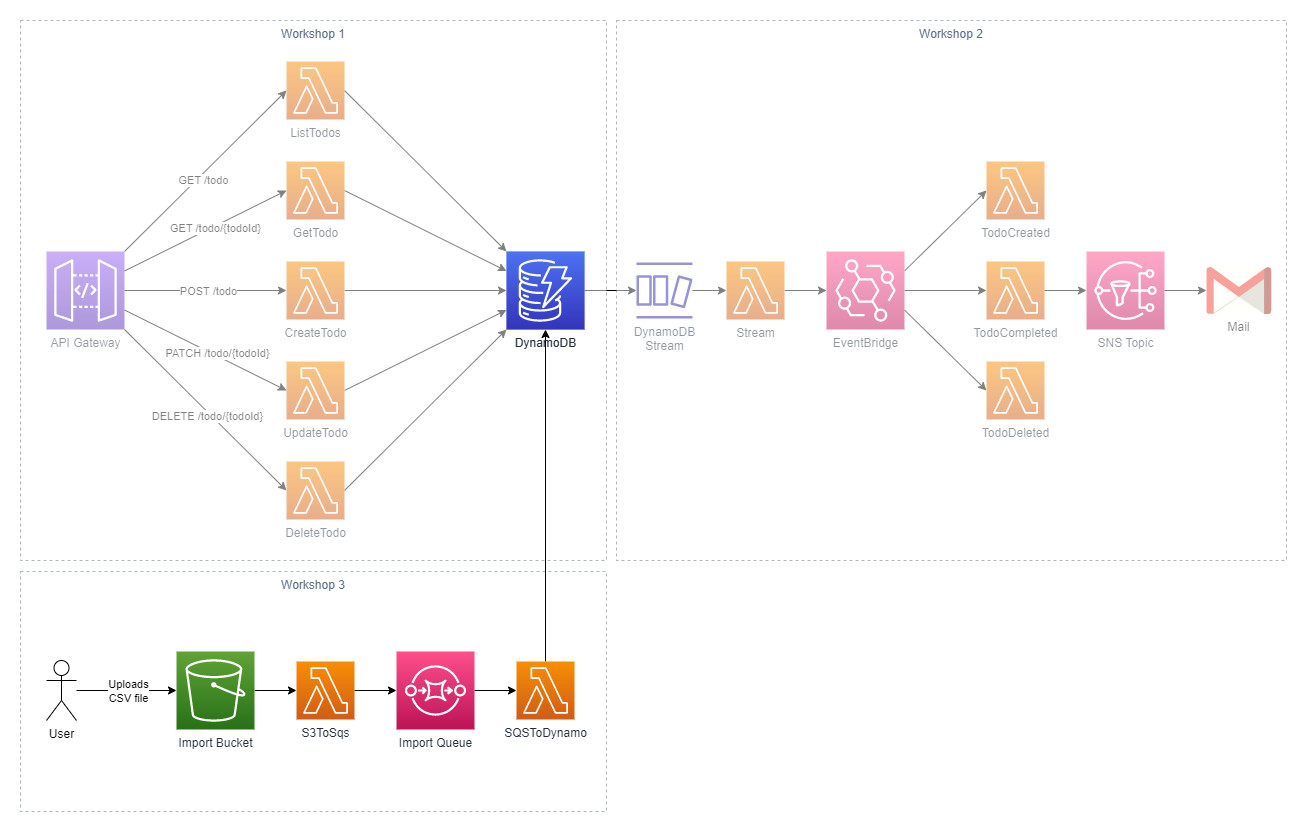 Workshop 1
ListTodos
GET /todo
GetTodo
GET /todo/{todoId}
API Gateway
POST /todo
CreateTodo
PATCH /todo/{todoId}
UpdateTodo
DELETE /todo/{todoId}
DeleteTodo
DynamoDB
Workshop 2
DynamoDB
Stream
Stream
EventBridge
TodoCreated
TodoCompleted
TodoDeleted
SNS Topic
Mail
Workshop 3
User
Uploads
CSV file
Import Bucket
S3ToSqs
Import Queue
SQSToDynamo